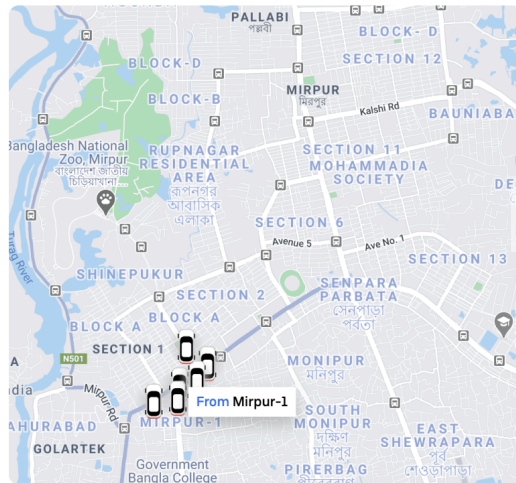 PALLABI
পল্লবী
BLOCK- D
BLOCK-D
SECTION 12
BLOCK-B
MIRPUR
মিরপুর
Kalshi Rd
BAUNIABA
Bangladesh National
Zoo, Mirpur
বাংলাদেশ জাতীয়
চিড়িয়াখানা...
RUPNAGAR
RESIDENTIAL
AREA
রূপনগর
আবাসিক
এলাকা
SECTION 11
MOHAMMADIA
SOCIETY
DE
SECTION 6
Avenue 5
Ave No. 1
Turag River
SHINEPUKUR
SECTION 13
SECTION 2
SENPARA
PARBATA
সেনপাড়া
পর্বতা
BLOCK A
BLOCK A
SECTION 1
N501
A
ndia
Mirpur Rd
MONIPUR
মনিপুর
From Mirpur-1
AHURABAD
MIRPUR-1
GOLARTEK
SOUTH
MONIPUR
দক্ষিণ
মনিপুর
EAST
SHEWRAPARA
পূর্ব
শেওড়াপাড়া
Government
Bangla College
PIRERBAG